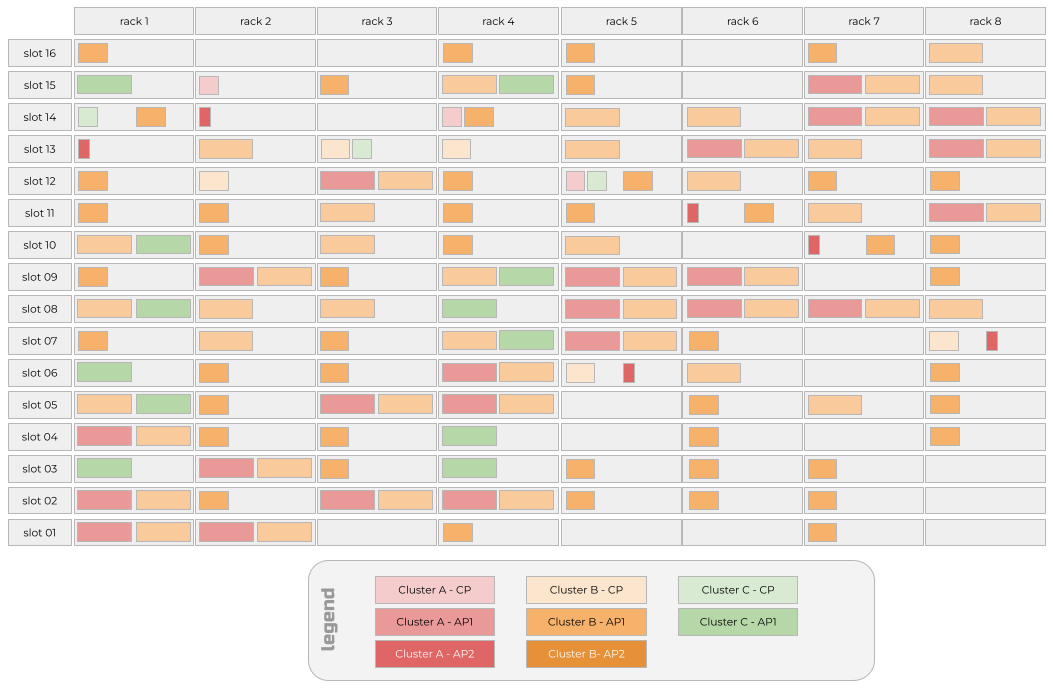 rack 1 rack 2 rack 3 rack 4 rack 5 rack 6 rack 7 rack 8
slot 16
slot 15
slot 14
slot 13
slot 12
slot 11
slot 10
slot 09
slot 08
slot 07
slot 06
slot 05
slot 04
slot 03
slot 02
slot 01
legend
Cluster A - CP Cluster B - CP Cluster C - CP
Cluster A - AP1 Cluster B - AP1 Cluster C - AP1
Cluster A - AP2 Cluster B- AP2